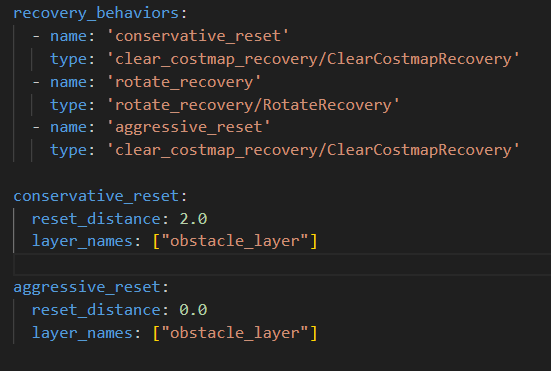 recovery_behaviors:
  - name: 'conservative_reset'
    type: 'clear_costmap_recovery/ClearCostmapRecovery'
  - name: 'rotate_recovery'
    type: 'rotate_recovery/RotateRecovery'
  - name: 'aggressive_reset'
    type: 'clear_costmap_recovery/ClearCostmapRecovery'

conservative_reset:
  reset_distance: 2.0
  layer_names: ["obstacle_layer"]

aggressive_reset:
  reset_distance: 0.0
  layer_names: ["obstacle_layer"]